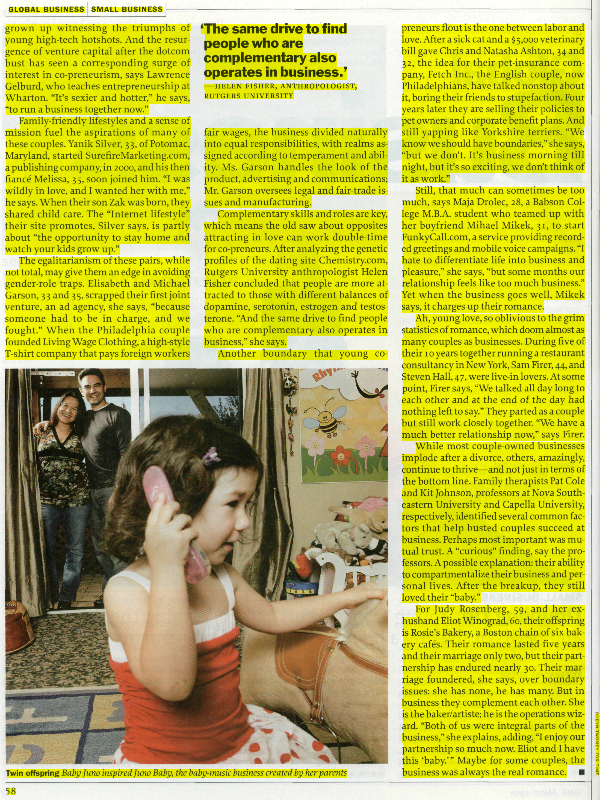 GLOBAL BUSINESS | SMALL BUSINESS
grown up witnessing the triumphs of
young high-tech hotshots. And the resur-
gence of venture capital after the dotcom
bust has seen a corresponding surge of
interest in co-preneurism, says Lawrence
Gelburd, who teaches entrepreneurship at
Wharton. “It's sexier and hotter,” he says,
“to run a business together now.”
Family-friendly lifestyles and a sense of
mission fuel the aspirations of many of
these couples. Yanik Silver, 33, of Potomac,
Maryland, started SurefireMarketing.com,
a publishing company, in 2000, and his then
fiancé Melissa, 35, soon joined him. “I was
wildly in love, and I wanted her with me,”
he says. When their son Zak was born, they
shared child care. The “Internet lifestyle”
their site promotes, Silver says, is partly
about “the opportunity to stay home and
watch your kids grow up.”
The egalitarianism of these pairs, while
not total, may give them an edge in avoiding
gender-role traps. Elisabeth and Michael
Garson, 33 and 35, scrapped their first joint
venture, an ad agency, she says, “because
someone had to be in charge, and we
fought.” When the Philadelphia couple
founded Living Wage Clothing, a high-style
T-shirt company that pays foreign workers
‘The same drive to find
people who are
complementary also
operates in business.’
—HELEN FISHER, ANTHROPOLOGIST,
RUTGERS UNIVERSITY
fair wages, the business divided naturally
into equal responsibilities, with realms as-
signed according to temperament and abil-
ity. Ms. Garson handles the look of the
product, advertising and communications;
Mr. Garson oversees legal and fair-trade is-
sues and manufacturing.
Complementary skills and roles are key,
which means the old saw about opposites
attracting in love can work double-time
for co-preneurs. After analyzing the genetic
profiles of the dating site Chemistry.com,
Rutgers University anthropologist Helen
Fisher concluded that people are more at-
tracted to those with different balances of
dopamine, serotonin, estrogen and testos-
terone. “And the same drive to find people
who are complementary also operates in
business,” she says.
Another boundary that young co-
preneurs flout is the one between labor and
love. After a sick cat and a $5,000 veterinary
bill gave Chris and Natasha Ashton, 34 and
32, the idea for their pet-insurance com-
pany, Fetch Inc., the English couple, now
Philadelphians, have talked nonstop about
it, boring their friends to stupefaction. Four
years later they are selling their policies to
pet owners and corporate benefit plans. And
still yapping like Yorkshire terriers. “We
know we should have boundaries,” she says,
“but we don't. It's business morning till
night, but it's so exciting, we don't think of
it as work.”
Still, that much can sometimes be too
much, says Maja Drolec, 28, a Babson Col-
lege M.B.A. student who teamed up with
her boyfriend Mihael Mikek, 31, to start
PunkyCall.com, a service providing record-
ed greetings and mobile voice campaigns. “I
hate to differentiate life into business and
pleasure,” she says, “but some months our
relationship feels like too much business.”
Yet when the business goes well, Mikek
says, it charges up their romance.
Ah, young love, so oblivious to the grim
statistics of romance, which doom almost as
many couples as businesses. During five of
their 10 years together running a restaurant
consultancy in New York, Sam Firer, 44, and
Steven Hall, 47, were live-in lovers. At some
point, Firer says, “We talked all day long to
each other and at the end of the day had
nothing left to say.” They parted as a couple
but still work closely together. “We have a
much better relationship now,” says Firer.
While most couple-owned businesses
implode after a divorce, others, amazingly,
continue to thrive—and not just in terms of
the bottom line. Family therapists Pat Cole
and Kit Johnson, professors at Nova South-
eastern University and Capella University,
respectively, identified several common fac-
tors that help busted couples succeed at
business. Perhaps most important was mu-
tual trust. A “curious” finding, say the pro-
fessors. A possible explanation: their ability
to compartmentalize their business and per-
sonal lives. After the breakup, they still
loved their “baby.”
For Judy Rosenberg, 59, and her ex-
husband Eliot Winograd, 60, their offspring
is Rosie's Bakery, a Boston chain of six bak-
ery cafés. Their romance lasted five years
and their marriage only two, but their part-
nership has endured nearly 30. Their mar-
riage foundered, she says, over boundary
issues: she has none, he has many. But in
business they complement each other. She
is the baker/artiste; he is the operations wiz-
ard. “Both of us were integral parts of the
business,” she explains, adding, “I enjoy our
partnership so much now. Eliot and I have
this ‘baby.’” Maybe for some couples, the
business was always the real romance.
Twin offspring Baby Juno inspired Juno Baby, the baby-music business created by her parents
58